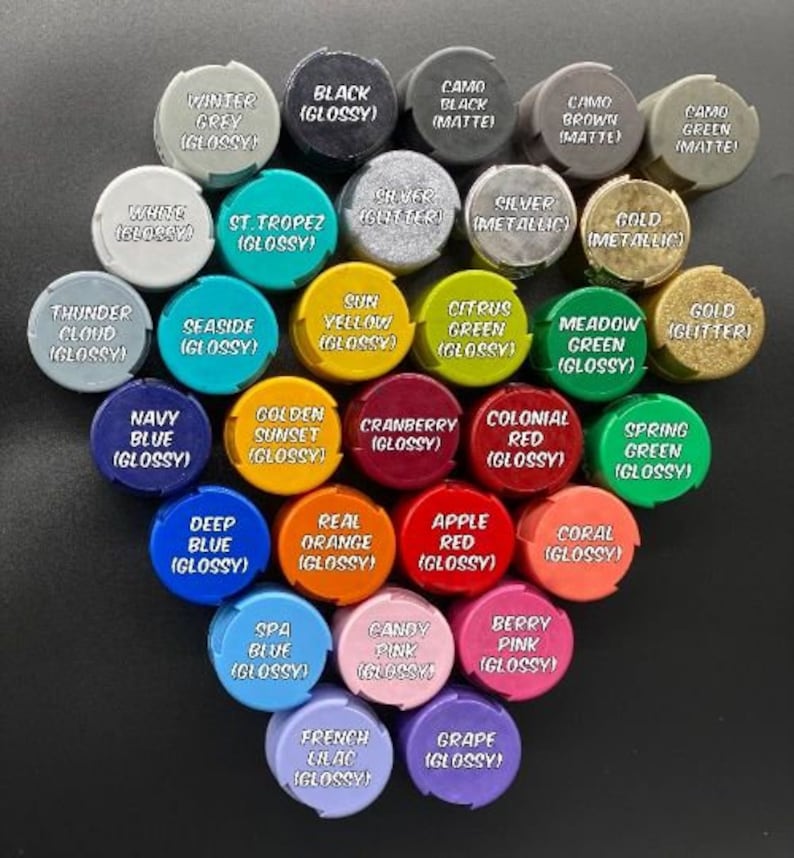 WINTER
GREY
(GLOSSY)
BLACK
(GLOSSY)
CAMO
BLACK
(MATTE)
CAMO
BROWN
(MATTE)
CAMO
GREEN
(MATTE)
WHITE
(GLOSSY)
ST.TROPEZ
(GLOSSY)
SILVER
(GLITTER)
SILVER
(METALLIC)
GOLD
(METALLIC)
THUNDER
CLOUD
(GLOSSY)
SEASIDE
(GLOSSY)
SUN
YELLOW
(GLOSSY)
CITRUS
GREEN
(GLOSSY)
MEADOW
GREEN
(GLOSSY)
GOLD
(GLITTER)
NAVY
BLUE
(GLOSSY)
GOLDEN
SUNSET
(GLOSSY)
CRANBERRY
(GLOSSY)
COLONIAL
RED
(GLOSSY)
SPRING
GREEN
(GLOSSY)
DEEP
BLUE
(GLOSSY)
REAL
ORANGE
(GLOSSY)
APPLE
RED
(GLOSSY)
CORAL
(GLOSSY)
SPA
BLUE
(GLOSSY)
CANDY
PINK
(GLOSSY)
BERRY
PINK
(GLOSSY)
FRENCH
LILAC
(GLOSSY)
GRAPE
(GLOSSY)